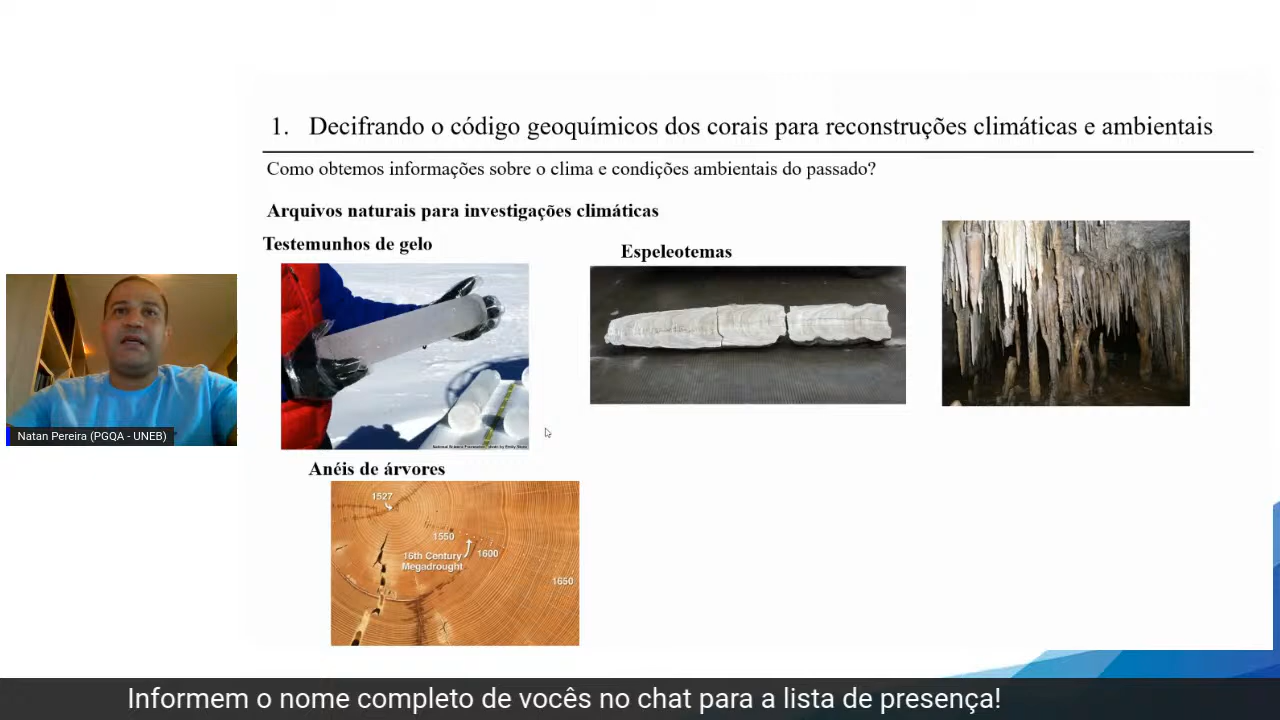 1. Decifrando o código geoquímicos dos corais para reconstruções climáticas e ambientais
Como obtemos informações sobre o clima e condições ambientais do passado?
Arquivos naturais para investigações climáticas
Testemunhos de gelo
Espeleotemas
Natan Pereira (PGQA - UNEB)
Anéis de árvores
1527
1550
16th Century
Megadrought
1600
1650
Informem o nome completo de vocês no chat para a lista de presença!